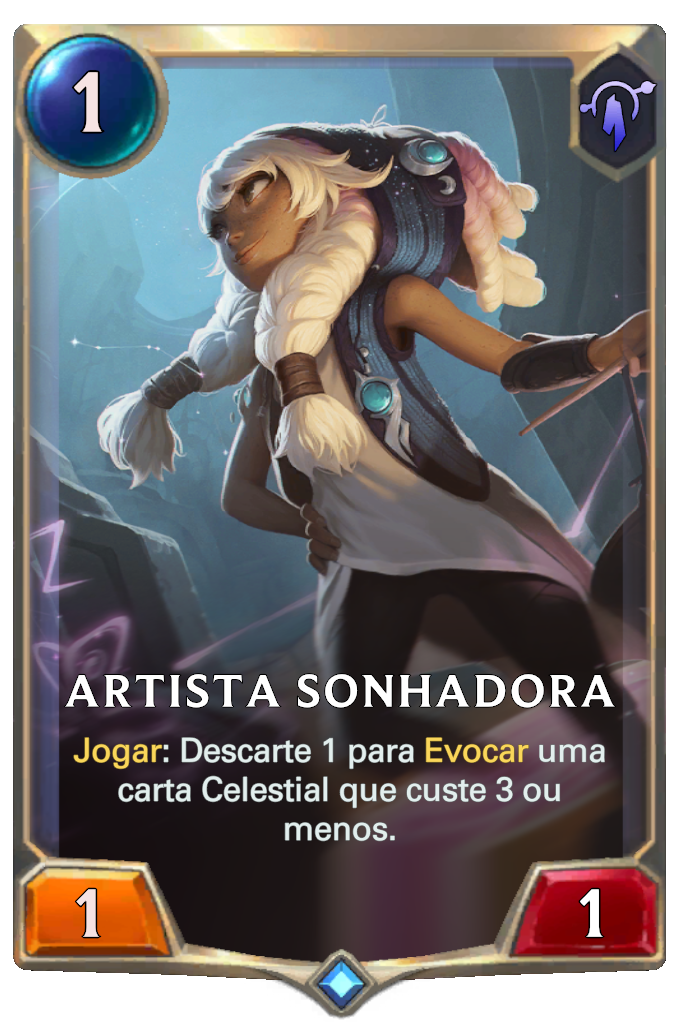 1
ARTISTA SONHADORA
Jogar: Descarte 1 para Evocar uma
carta Celestial que custe 3 ou
menos.
1
1